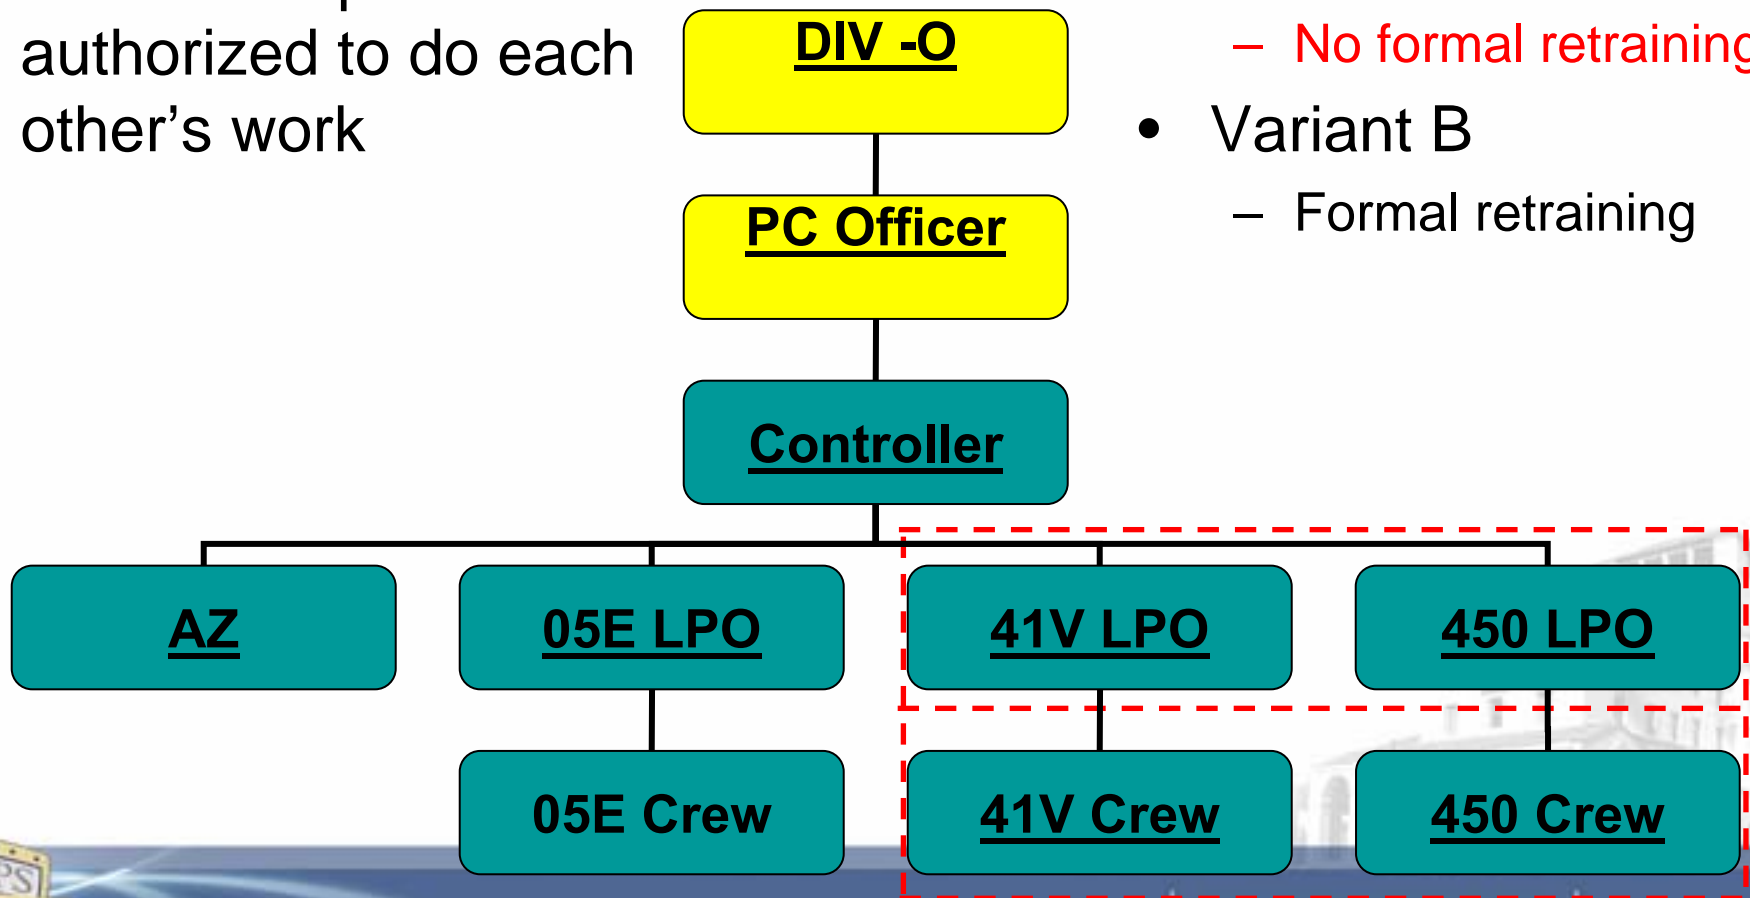 authorized to do each
other's work
– No formal retraining
• Variant B
– Formal retraining
DIV -O
PC Officer
Controller
AZ
05E LPO
41V LPO
450 LPO
05E Crew
41V Crew
450 Crew